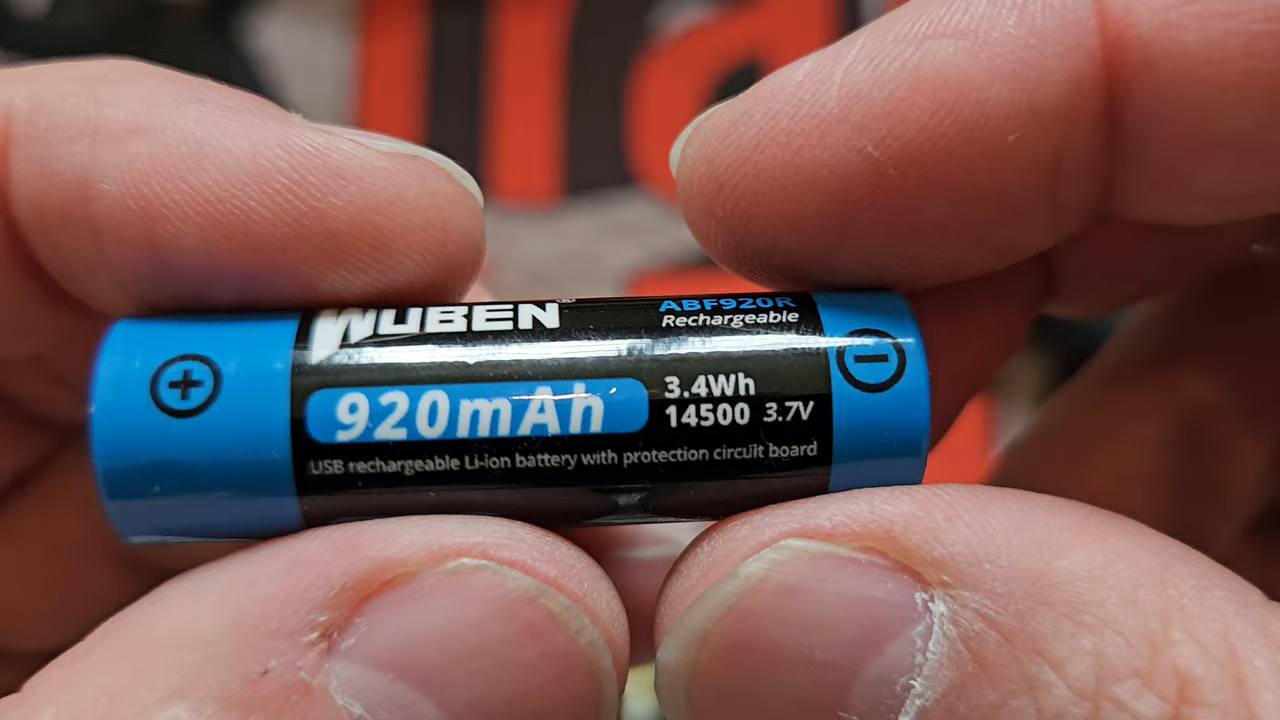 WUBEN®
ABF920R
Rechargeable
920mAh
3.4Wh
14500 3.7V
USB rechargeable Li-ion battery with protection circuit board